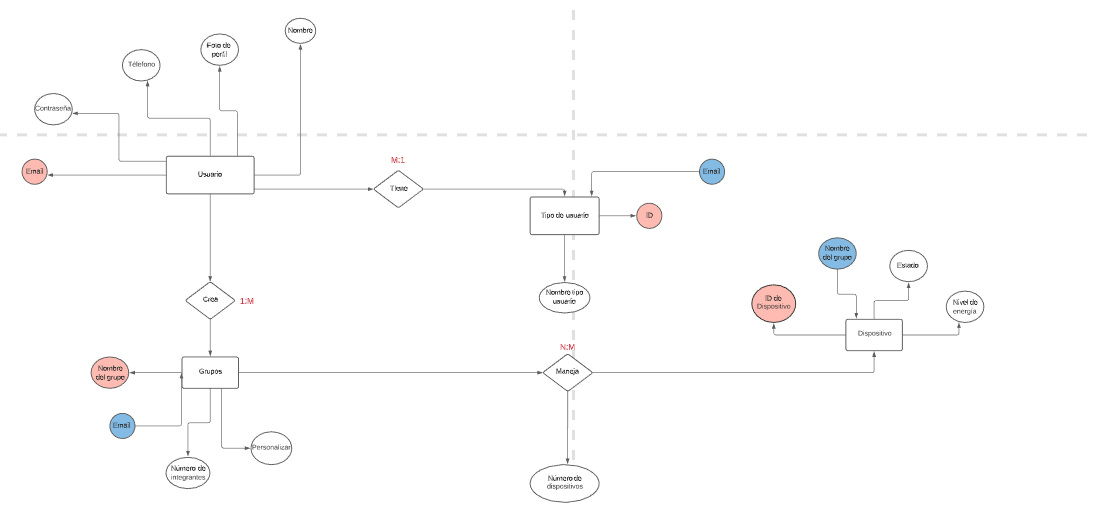 Nombre
Foto de
perfil
Télefono
Contraseña
Email
Usuario
M:1
Tiene
Email
Tipo de usuario
ID
Nombre tipo
usuario
Nombre
del grupo
Estado
ID de
Dispositivo
Nivel de
energía
Dispositivo
Crea
1:M
N:M
Nombre
del grupo
Grupos
Maneja
Email
Personalizar
Número de
integrantes
Número de
dispositivos